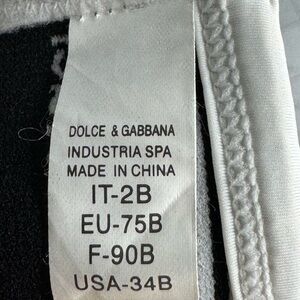 DOLCE & GABBANA
INDUSTRIA SPA
MADE IN CHINA
IT-2B
EU-75B
F-90B
USA-34B